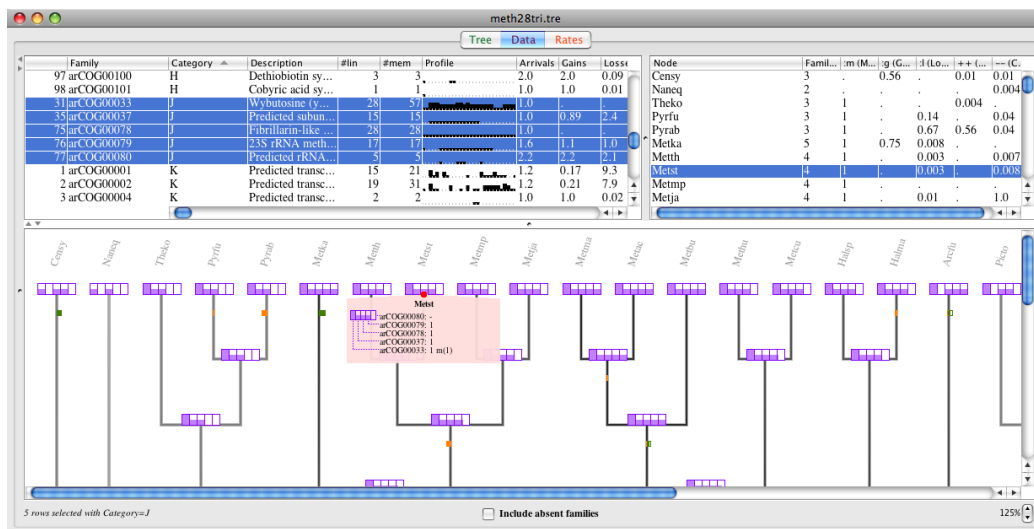 meth28tri.tre
Tree Data Rates
Family Category Description #lin #mem Profile Arrivals Gains Losse
97 arCOG00100 H Dethiobiotin sy... 3 3 2.0 2.0 0.09
98 arCOG00101 H Cobyric acid sy... 1 1 1.0 1.0 0.01
31 arCOG00033 J Wybutosine (y... 28 57 1.0 . .
35 arCOG00037 J Predicted subun... 15 15 1.0 0.89 2.4
75 arCOG00078 J Fibrillarin-like ... 28 28 1.0 . .
76 arCOG00079 J 23S rRNA meth... 17 17 1.6 1.1 1.0
77 arCOG00080 J Predicted rRNA... 5 5 2.2 2.2 2.1
1 arCOG00001 K Predicted transc... 15 21 1.2 0.17 9.3
2 arCOG00002 K Predicted transc... 19 31 1.2 0.21 7.9
3 arCOG00004 K Predicted transc... 2 2 1.0 1.0 0.02
Node Famil... :m (M... :g (G... :l (Lo... ++ (... -- (C.
Censy 3 . 0.56 . 0.01 0.01
Naneq 2 . . . . 0.004
Theko 3 1 . . 0.004 .
Pyrfu 3 1 . 0.14 . 0.04
Pyrab 3 1 . 0.67 0.56 0.04
Metka 5 1 0.75 0.008 . .
Metth 4 1 . 0.003 . 0.007
Metst 4 1 . 0.003 . 0.008
Metmp 4 1 . . . .
Metja 4 1 . 0.01 . 1.0
Censy Naneq Theko Pyrfu Pyrab Metka Metth Metst Metmp Metja Metma Metac Metbu Methu Metcu Halsp Halma Arcfu Picto
Metst
arCOG00080: -
arCOG00079: 1
arCOG00078: 1
arCOG00037: 1
arCOG00033: 1 m(1)
5 rows selected with Category=J
Include absent families
125%